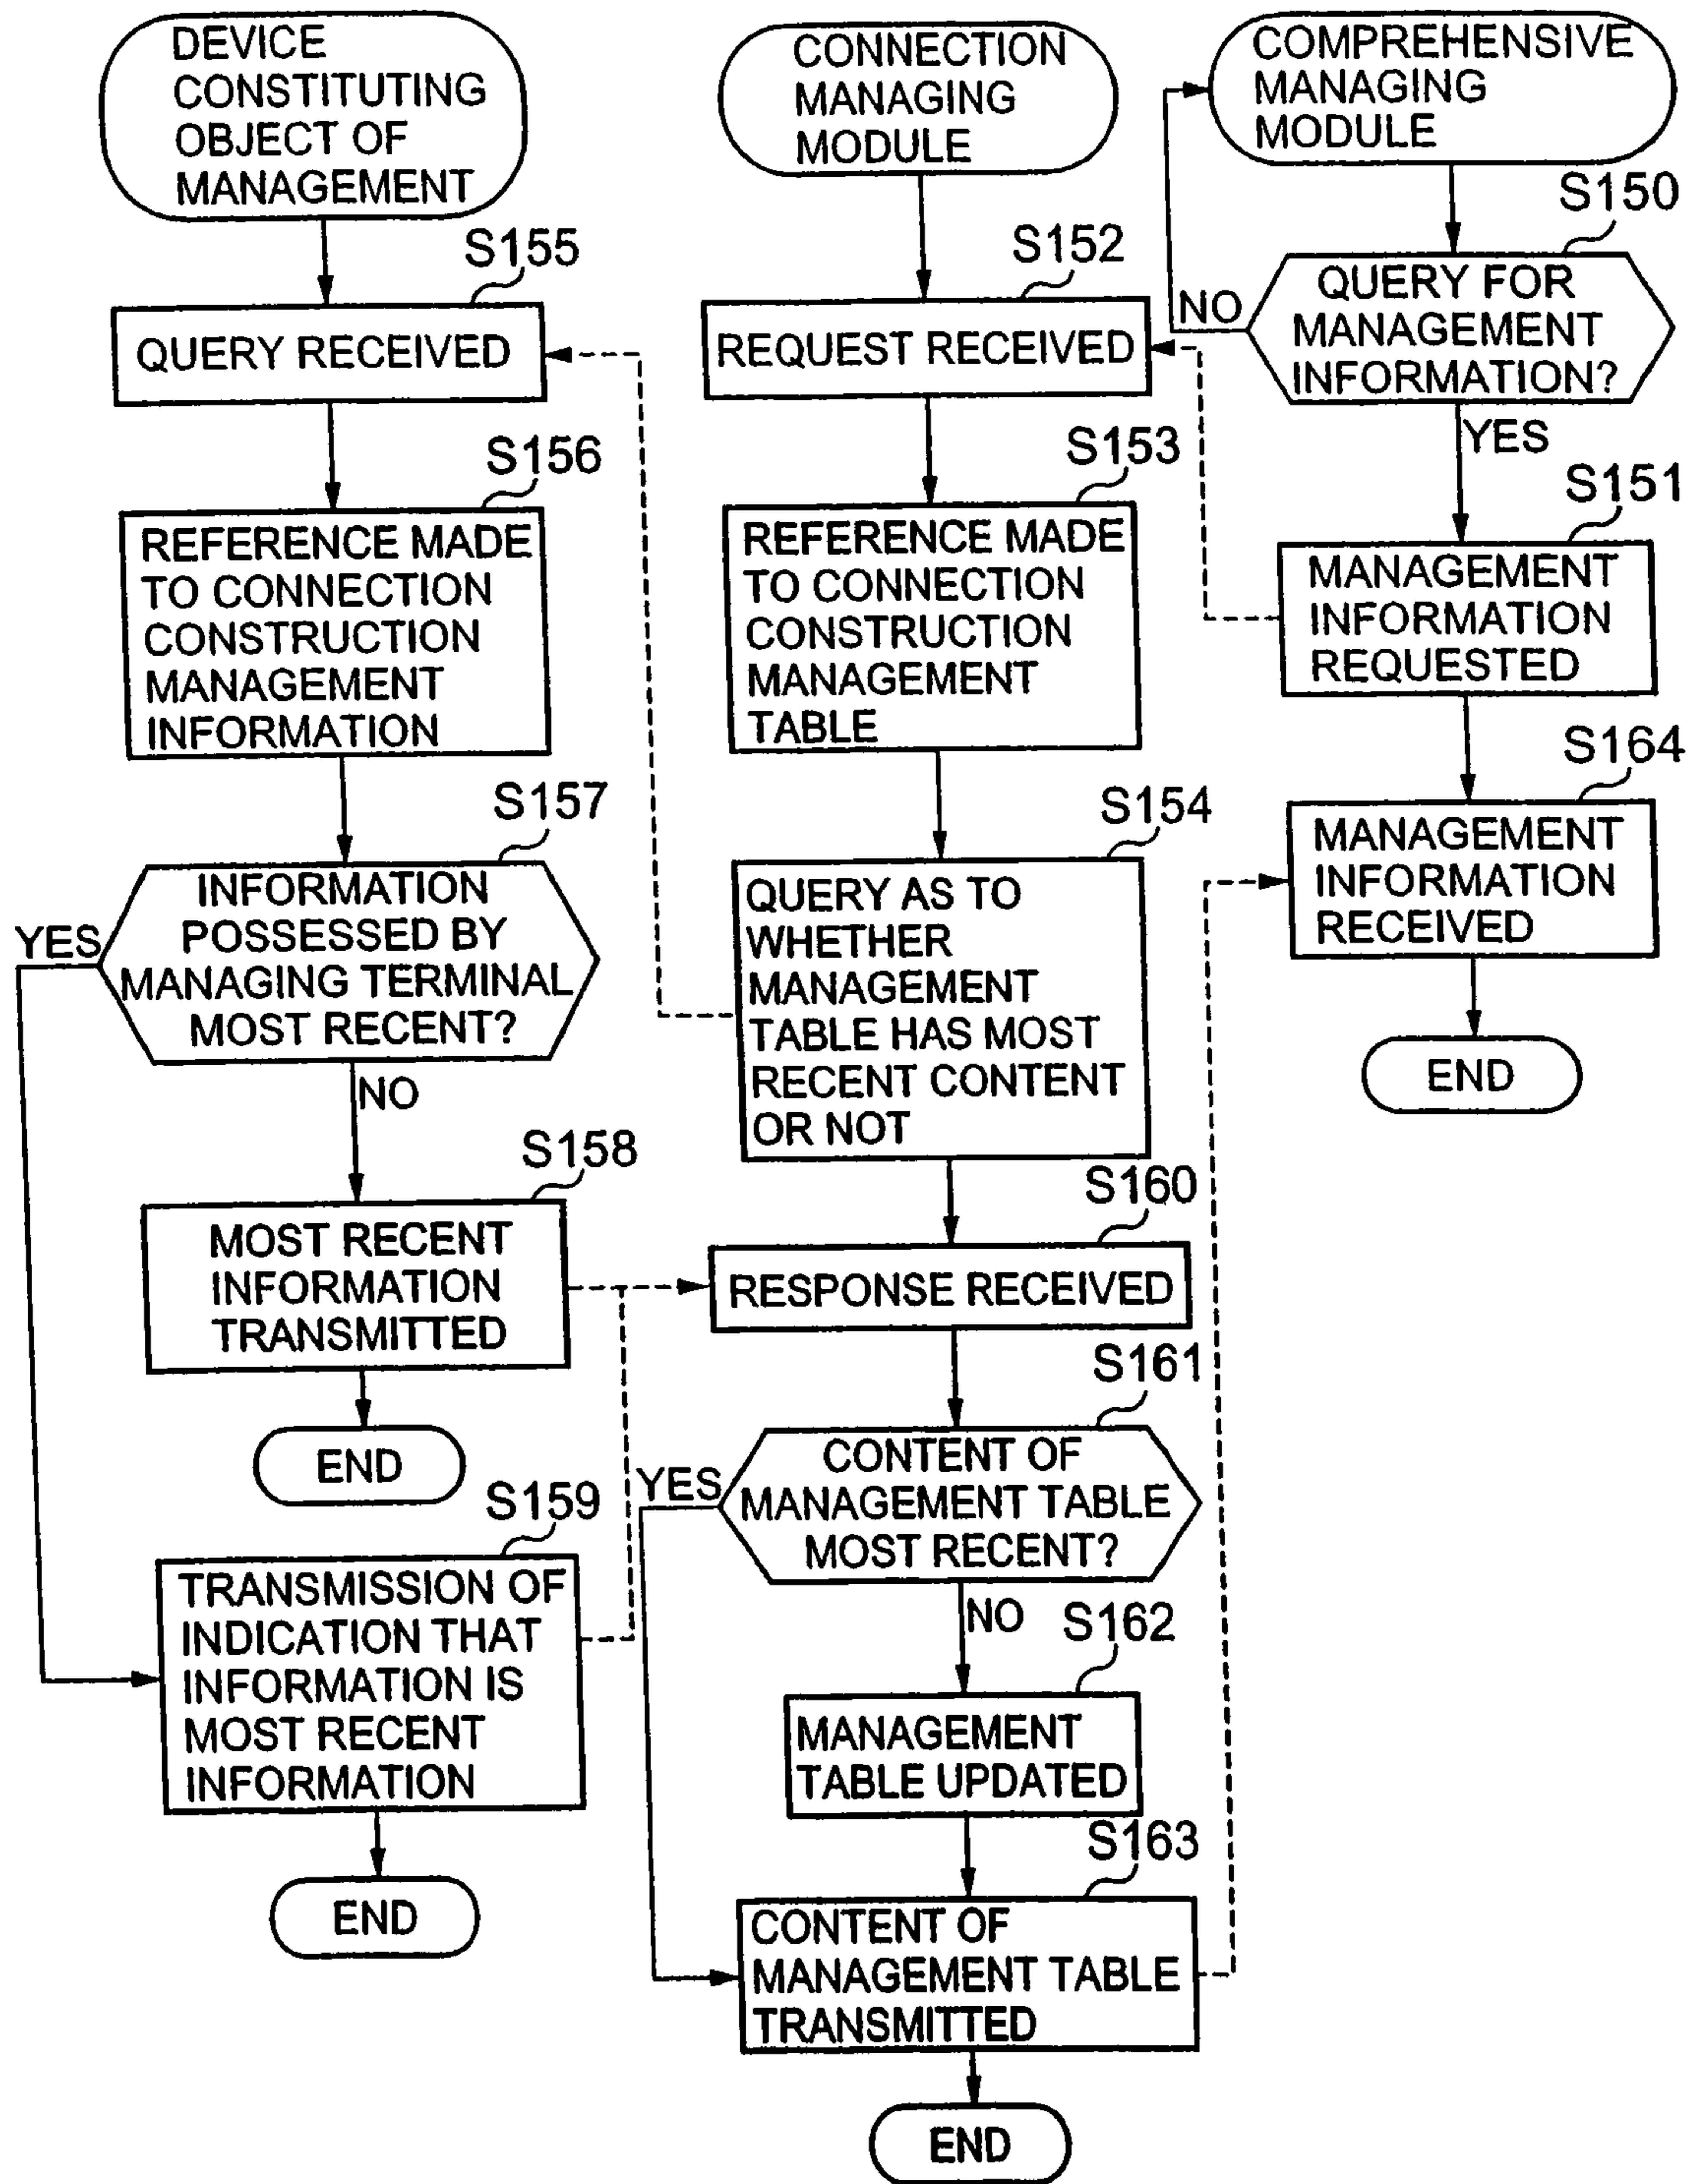 DEVICE
CONSTITUTING
OBJECT OF
MANAGEMENT
S155
QUERY RECEIVED
S156
REFERENCE MADE
TO CONNECTION
CONSTRUCTION
MANAGEMENT
INFORMATION
S157
INFORMATION
POSSESSED BY
MANAGING TERMINAL
MOST RECENT?
YES
NO
S158
MOST RECENT
INFORMATION
TRANSMITTED
END
S159
TRANSMISSION OF
INDICATION THAT
INFORMATION IS
MOST RECENT
INFORMATION
END
CONNECTION
MANAGING
MODULE
S152
REQUEST RECEIVED
S153
REFERENCE MADE
TO CONNECTION
CONSTRUCTION
MANAGEMENT
TABLE
S154
QUERY AS TO
WHETHER
MANAGEMENT
TABLE HAS MOST
RECENT CONTENT
OR NOT
S160
RESPONSE RECEIVED
S161
CONTENT OF
MANAGEMENT TABLE
MOST RECENT?
YES
NO
S162
MANAGEMENT
TABLE UPDATED
S163
CONTENT OF
MANAGEMENT TABLE
TRANSMITTED
END
COMPREHENSIVE
MANAGING
MODULE
S150
QUERY FOR
MANAGEMENT
INFORMATION?
NO
YES
S151
MANAGEMENT
INFORMATION
REQUESTED
S164
MANAGEMENT
INFORMATION
RECEIVED
END